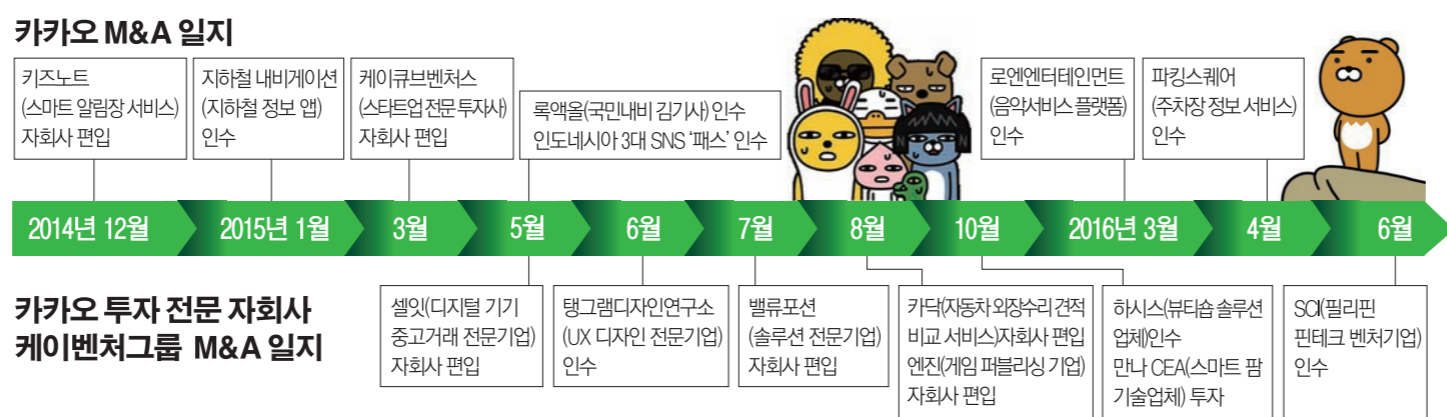 카카오 M&A 일지
키즈노트
(스마트 알림장 서비스)
자회사 편입
지하철 내비게이션
(지하철 정보 앱)
인수
케이큐브벤처스
(스타트업 전문 투자사)
자회사 편입
록앤올(국민내비 김기사) 인수
인도네시아 3대 SNS ‘패스’ 인수
로엔엔터테인먼트
(음악서비스 플랫폼)
인수
파킹스퀘어
(주차장 정보 서비스)
인수
2014년 12월
2015년 1월
3월
5월
6월
7월
8월
10월
2016년 3월
4월
6월
카카오 투자 전문 자회사
케이벤처그룹 M&A 일지
셀잇(디지털 기기
중고거래 전문기업)
자회사 편입
탱그램디자인연구소
(UX 디자인 전문기업)
인수
밸류포션
(솔루션 전문기업)
자회사 편입
카닥(자동차 외장수리 견적
비교 서비스)자회사 편입
엔진(게임 퍼블리싱 기업)
자회사 편입
하시스(뷰티숍 솔루션
업체)인수
만나 CEA(스마트 팜
기술업체) 투자
SCI(필리핀
핀테크 벤처기업)
인수